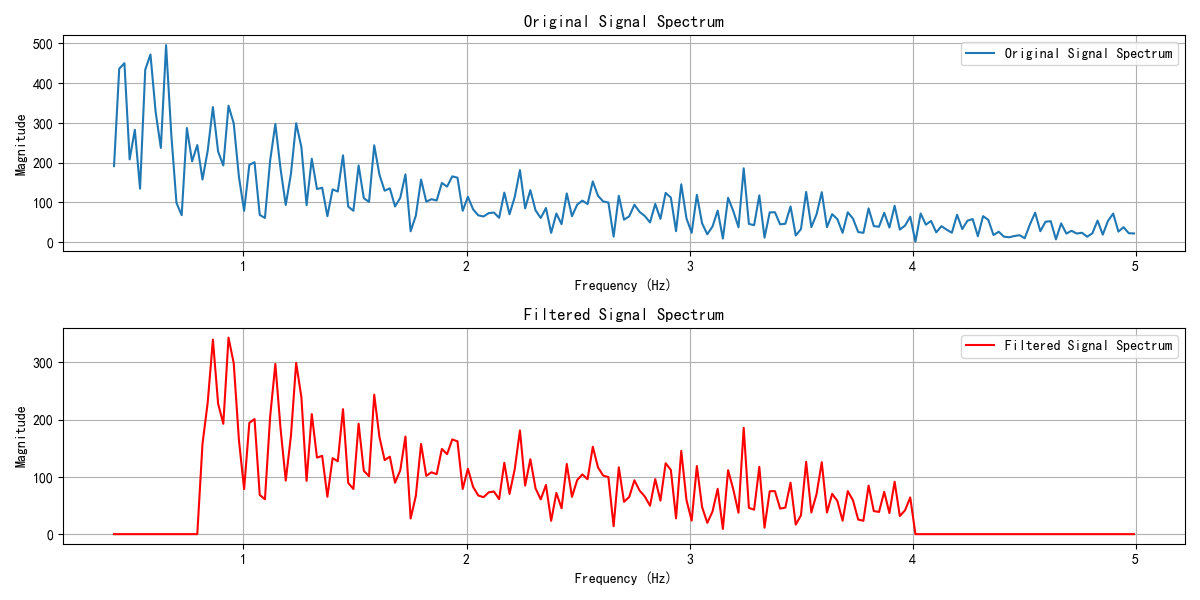 Original Signal Spectrum
Original Signal Spectrum
500
400
300
200
100
0
Magnitude
1
2
3
4
5
Frequency (Hz)
Filtered Signal Spectrum
Filtered Signal Spectrum
300
200
100
0
Magnitude
1
2
3
4
5
Frequency (Hz)